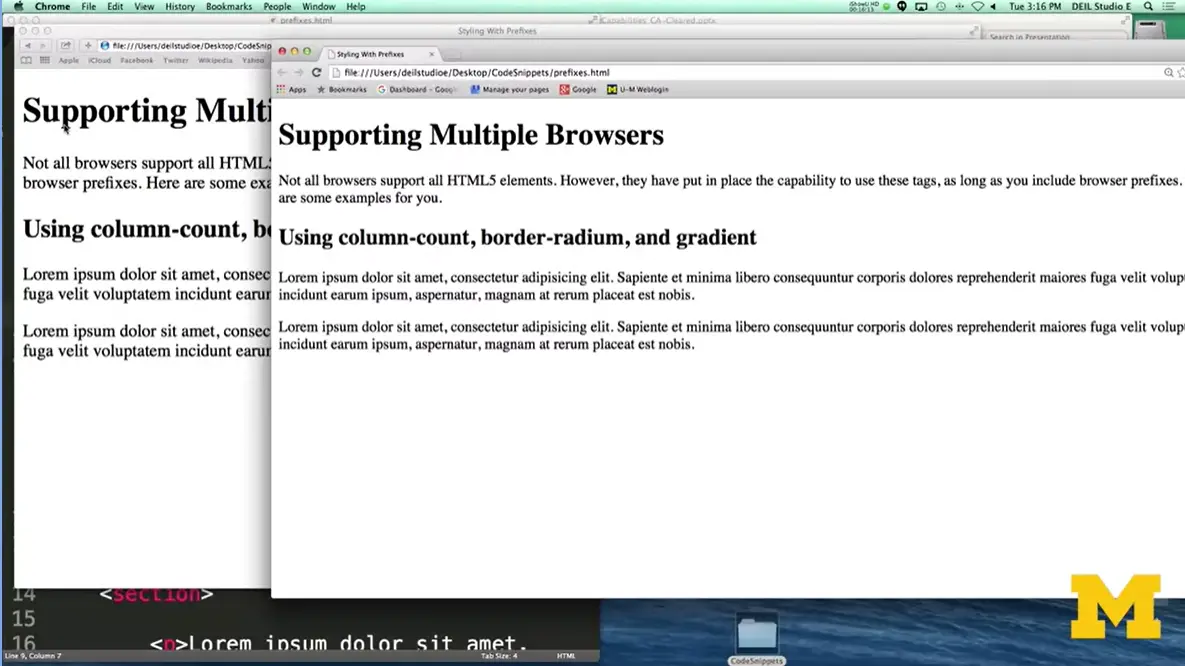 Chrome File Edit View History Bookmarks People Window Help
Tue 3:16 PM DEIL Studio E
prefixes.html
Capabilities CA-Cleared.pptx
Styling With Prefixes
Search in Presentation
file:///Users/deilstudioe/Desktop/CodeSnip
Apple iCloud Facebook Twitter Wikipedia Yahoo
Supporting Multi
Not all browsers support all HTML5
browser prefixes. Here are some exa
Using column-count, bo
Lorem ipsum dolor sit amet, consec
fuga velit voluptatem incidunt earun
Lorem ipsum dolor sit amet, consec
fuga velit voluptatem incidunt earun
Styling With Prefixes
file:///Users/deilstudioe/Desktop/CodeSnippets/prefixes.html
Apps Bookmarks Dashboard - Goog Manage your pages Google U-M Weblogin
Supporting Multiple Browsers
Not all browsers support all HTML5 elements. However, they have put in place the capability to use these tags, as long as you include browser prefixes.
are some examples for you.
Using column-count, border-radium, and gradient
Lorem ipsum dolor sit amet, consectetur adipisicing elit. Sapiente et minima libero consequuntur corporis dolores reprehenderit maiores fuga velit volup
incidunt earum ipsum, aspernatur, magnam at rerum placeat est nobis.
Lorem ipsum dolor sit amet, consectetur adipisicing elit. Sapiente et minima libero consequuntur corporis dolores reprehenderit maiores fuga velit volup
incidunt earum ipsum, aspernatur, magnam at rerum placeat est nobis.
14 <section>
15
16 <p>Lorem ipsum dolor sit amet,
Line 9, Column 7 Tab Size: 4 HTML
CodeSnippets
M